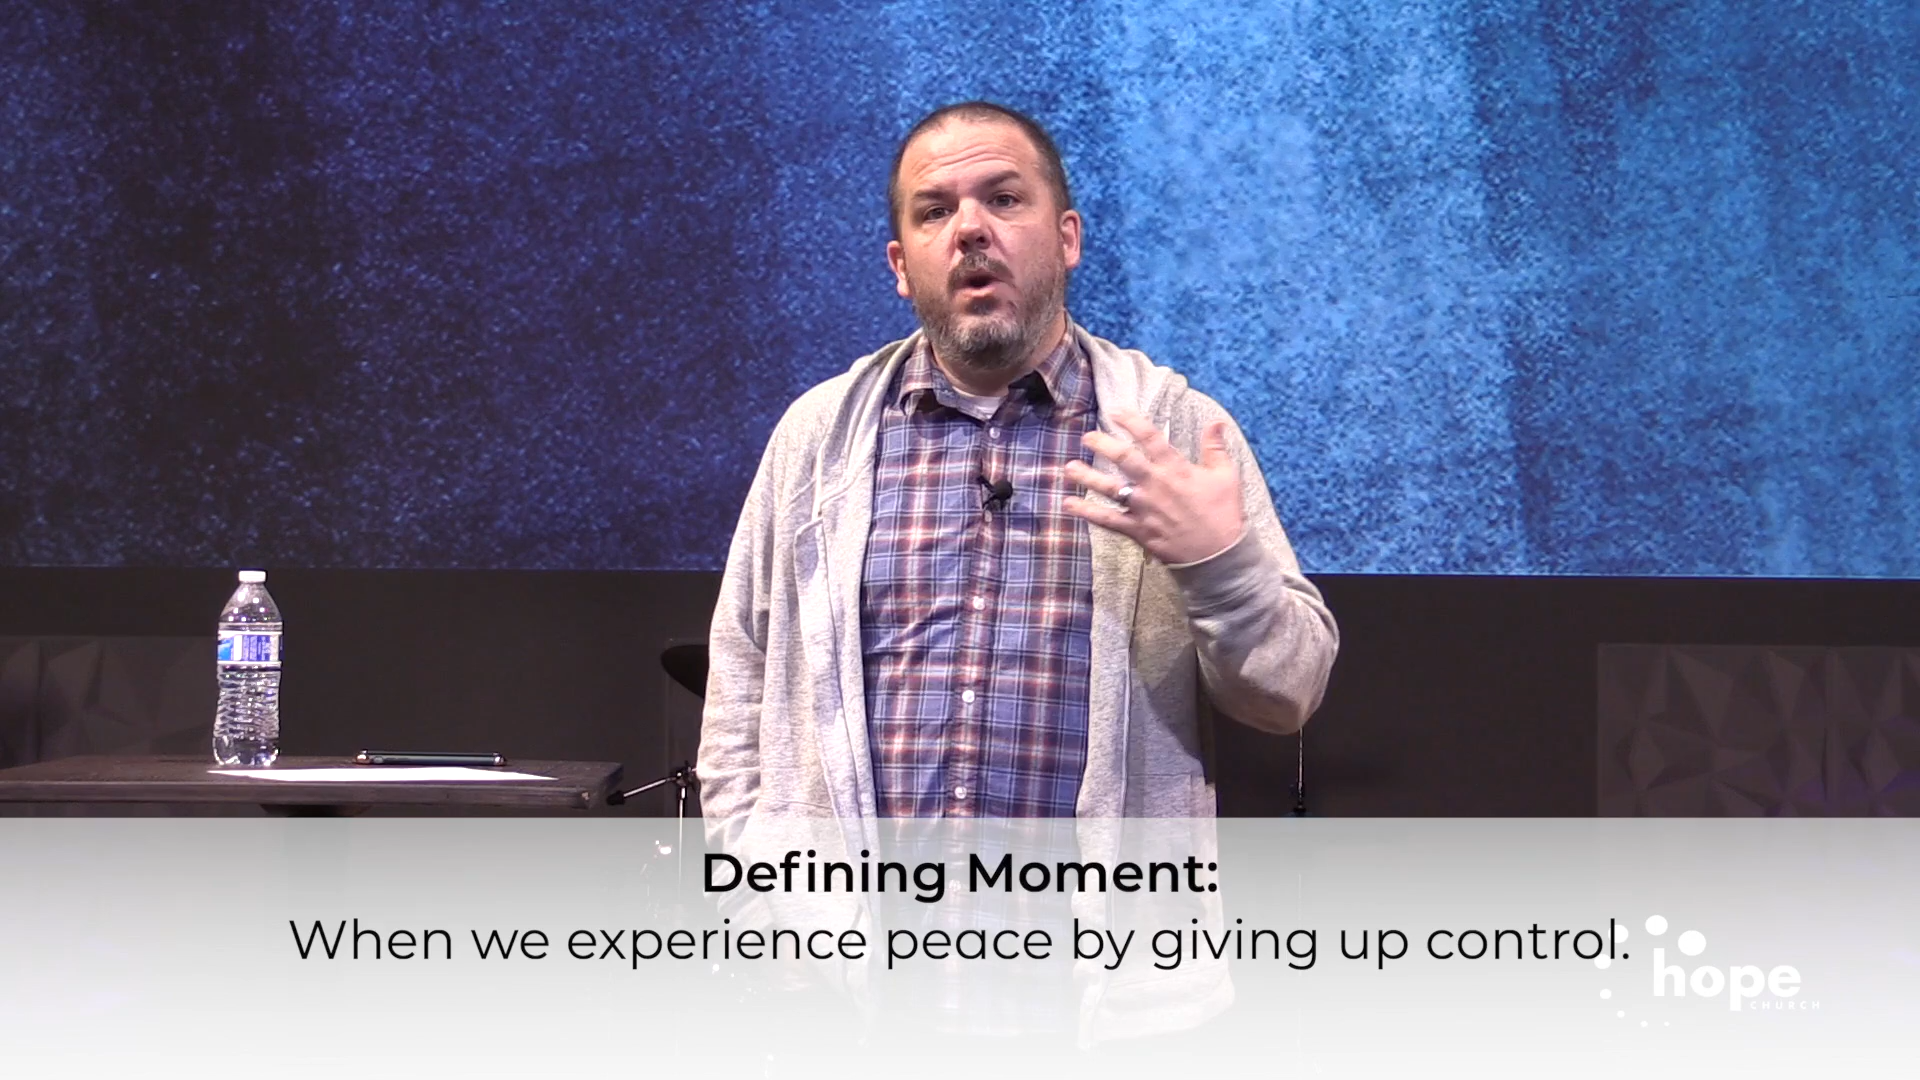 Defining Moment:
When we experience peace by giving up control.
hope
CHURCH